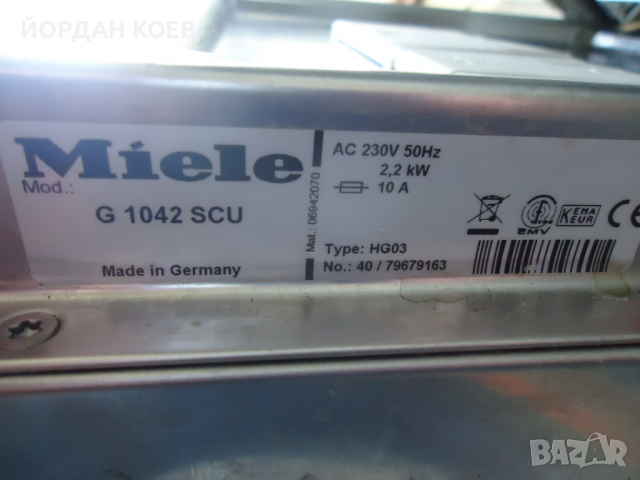 ЙОРДАН КОЕВ
Miele
Mod.:
G 1042 SCU
Made in Germany
Mat.: 06942070
AC 230V 50Hz
2,2 kW
10 A
Type: HG03
No.: 40 / 79679163
EMV
KEMA
KEUR
CE
BAZAR